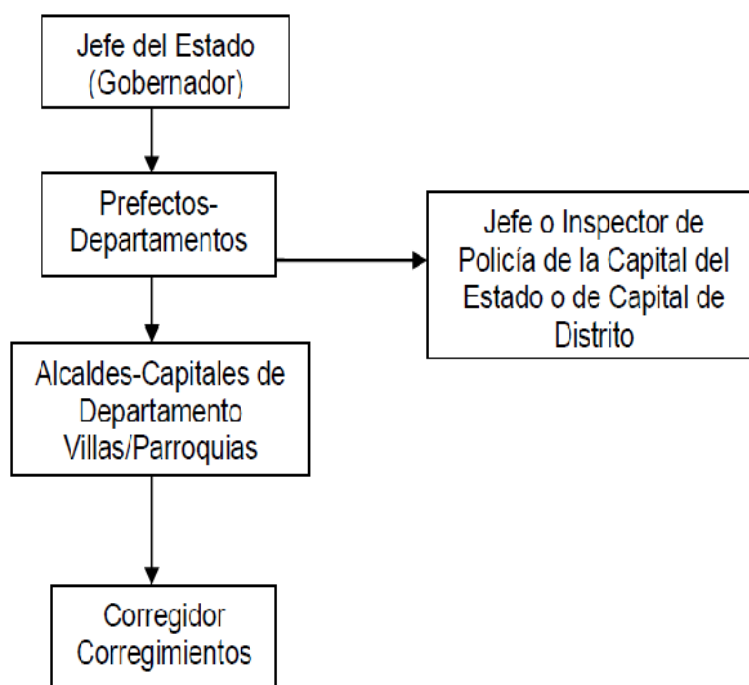 Jefe del Estado
(Gobernador)
Prefectos-
Departamentos
Jefe o Inspector de
Policía de la Capital del
Estado o de Capital de
Distrito
Alcaldes-Capitales de
Departamento
Villas/Parroquias
Corregidor
Corregimientos